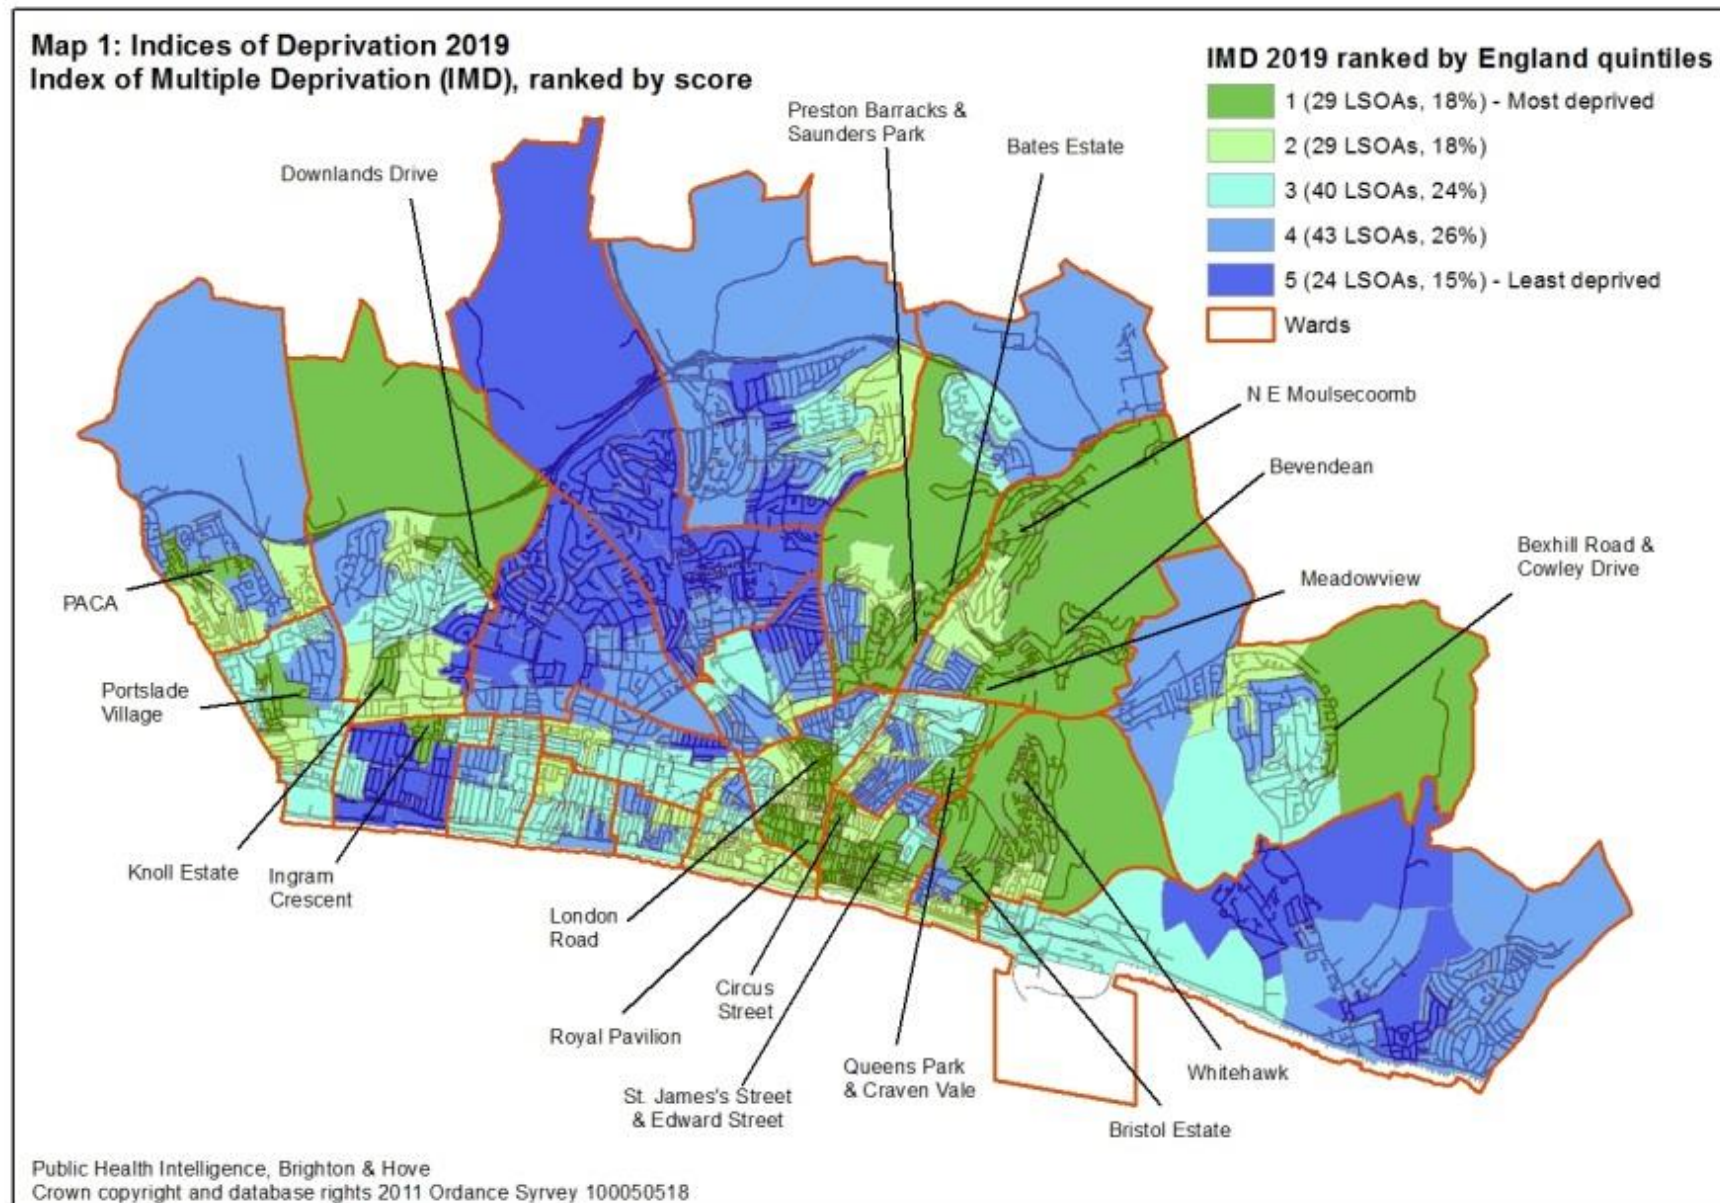 Map 1: Indices of Deprivation 2019
Index of Multiple Deprivation (IMD), ranked by score
IMD 2019 ranked by England quintiles
1 (29 LSOAs, 18%) - Most deprived
2 (29 LSOAs, 18%)
3 (40 LSOAs, 24%)
4 (43 LSOAs, 26%)
5 (24 LSOAs, 15%) - Least deprived
Wards
Preston Barracks &
Saunders Park
Bates Estate
Downlands Drive
N E Moulsecoomb
Bevendean
Bexhill Road &
Cowley Drive
Meadowview
PACA
Portslade
Village
Knoll Estate
Ingram
Crescent
London
Road
Circus
Street
Royal Pavilion
St. James's Street
& Edward Street
Queens Park
& Craven Vale
Whitehawk
Bristol Estate
Public Health Intelligence, Brighton & Hove
Crown copyright and database rights 2011 Ordance Syrvey 100050518